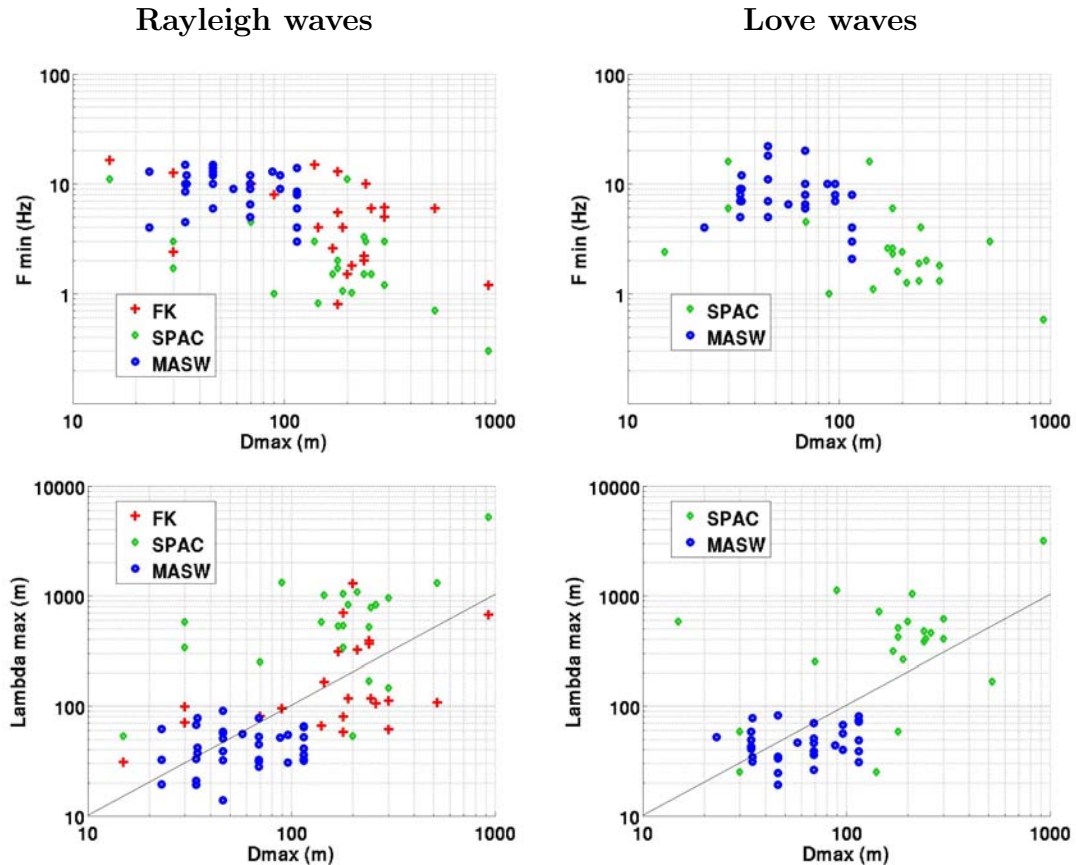 Rayleigh waves
Love waves
100
10
1
F min (Hz)
FK
SPAC
MASW
10
100
1000
Dmax (m)
100
10
1
F min (Hz)
SPAC
MASW
10
100
1000
Dmax (m)
10000
1000
100
10
Lambda max (m)
FK
SPAC
MASW
10
100
1000
Dmax (m)
10000
1000
100
10
Lambda max (m)
SPAC
MASW
10
100
1000
Dmax (m)